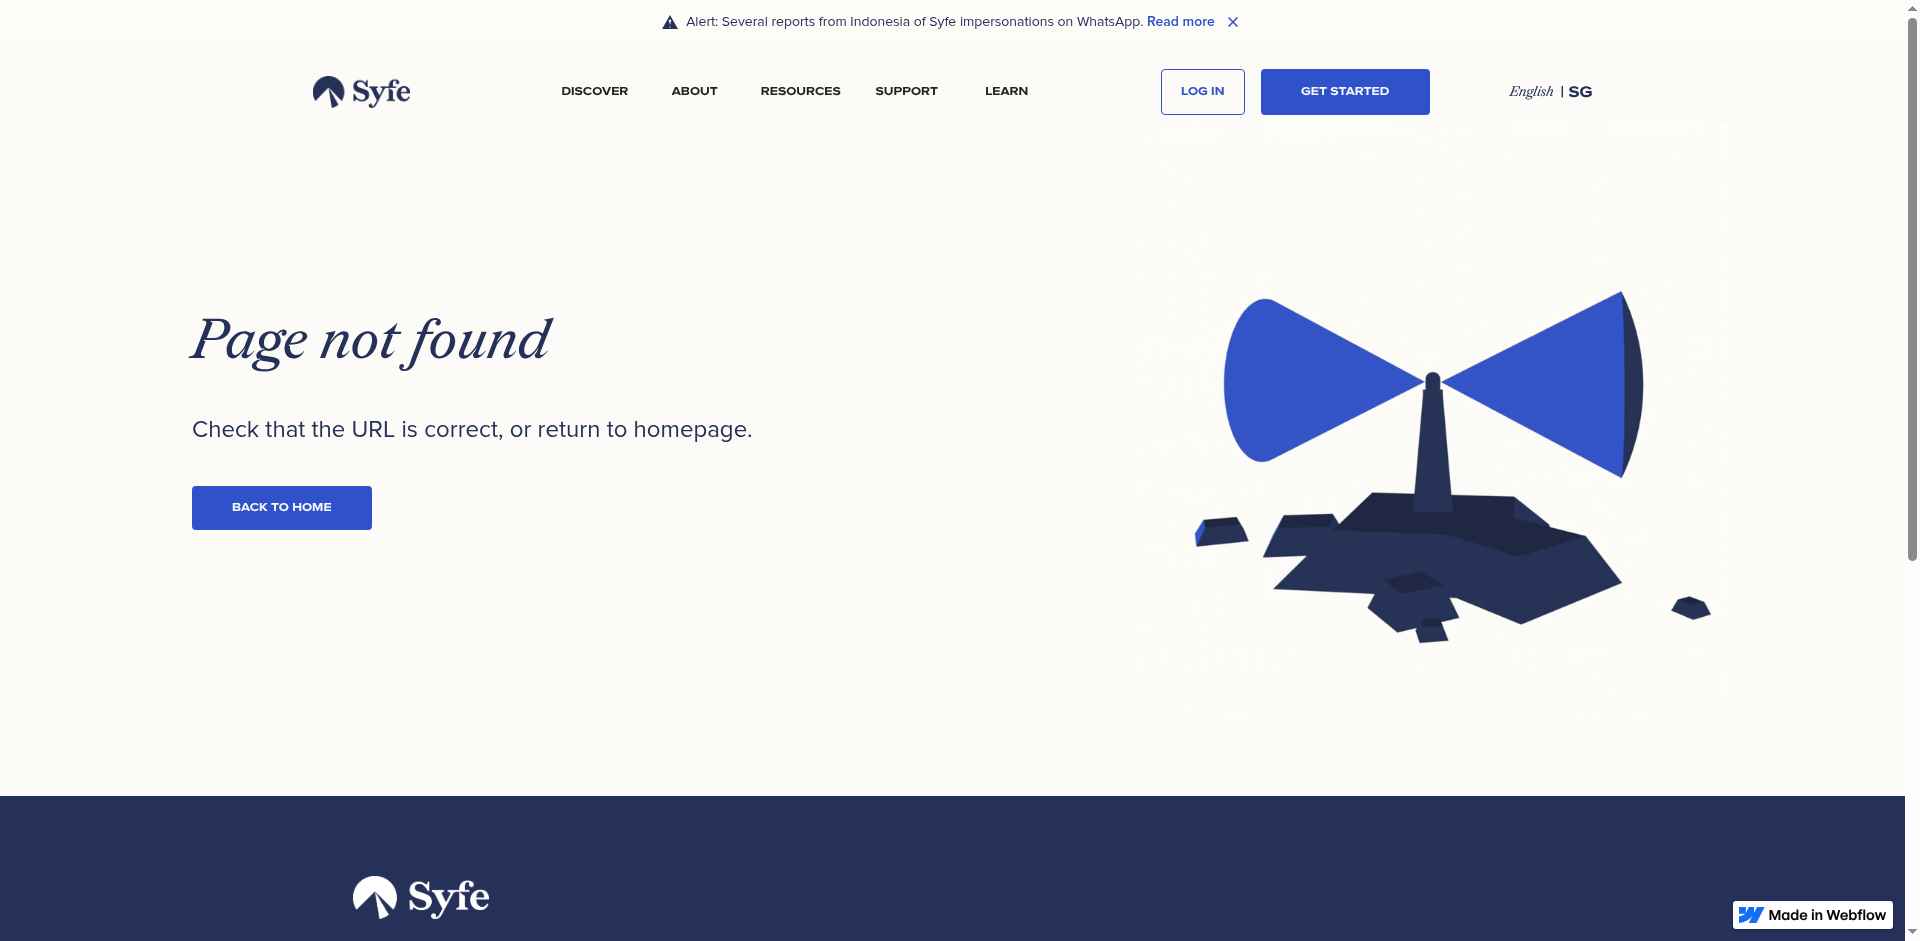 Alert: Several reports from Indonesia of Syfe impersonations on WhatsApp. Read more
Syfe
DISCOVER
ABOUT
RESOURCES
SUPPORT
LEARN
LOG IN
GET STARTED
English | SG
Page not found
Check that the URL is correct, or return to homepage.
BACK TO HOME
Syfe
Made in Webflow